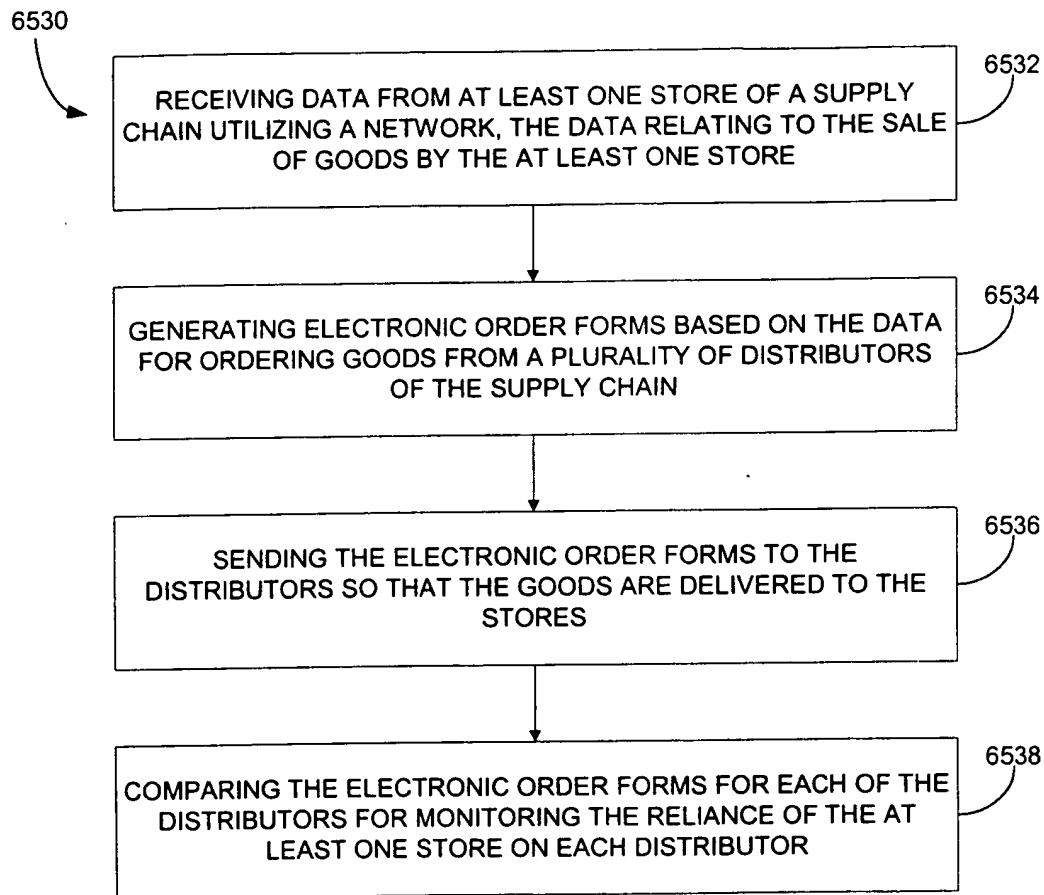 6530
6532
RECEIVING DATA FROM AT LEAST ONE STORE OF A SUPPLY
CHAIN UTILIZING A NETWORK, THE DATA RELATING TO THE SALE
OF GOODS BY THE AT LEAST ONE STORE
6534
GENERATING ELECTRONIC ORDER FORMS BASED ON THE DATA
FOR ORDERING GOODS FROM A PLURALITY OF DISTRIBUTORS
OF THE SUPPLY CHAIN
6536
SENDING THE ELECTRONIC ORDER FORMS TO THE
DISTRIBUTORS SO THAT THE GOODS ARE DELIVERED TO THE
STORES
6538
COMPARING THE ELECTRONIC ORDER FORMS FOR EACH OF THE
DISTRIBUTORS FOR MONITORING THE RELIANCE OF THE AT
LEAST ONE STORE ON EACH DISTRIBUTOR